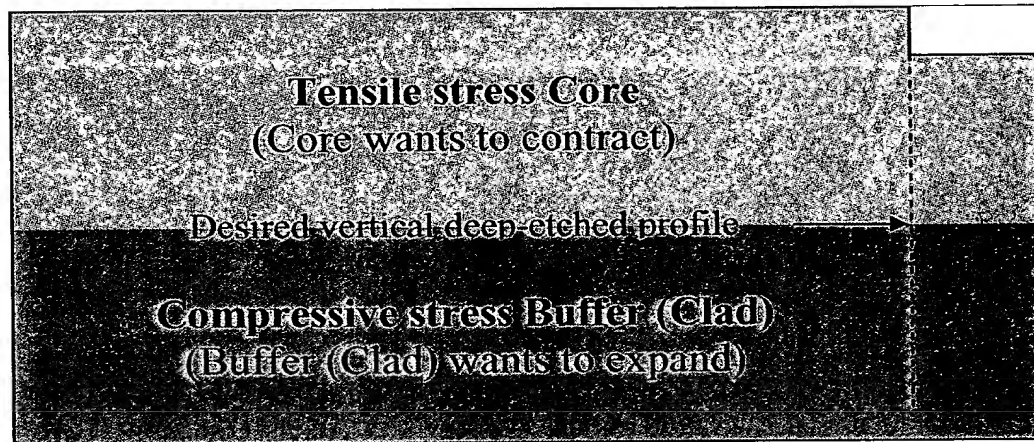 Tensile stress Core
(Core wants to contract)
Desired vertical deep-etched profile
Compressive stress Buffer (Clad)
(Buffer (Clad) wants to expand)